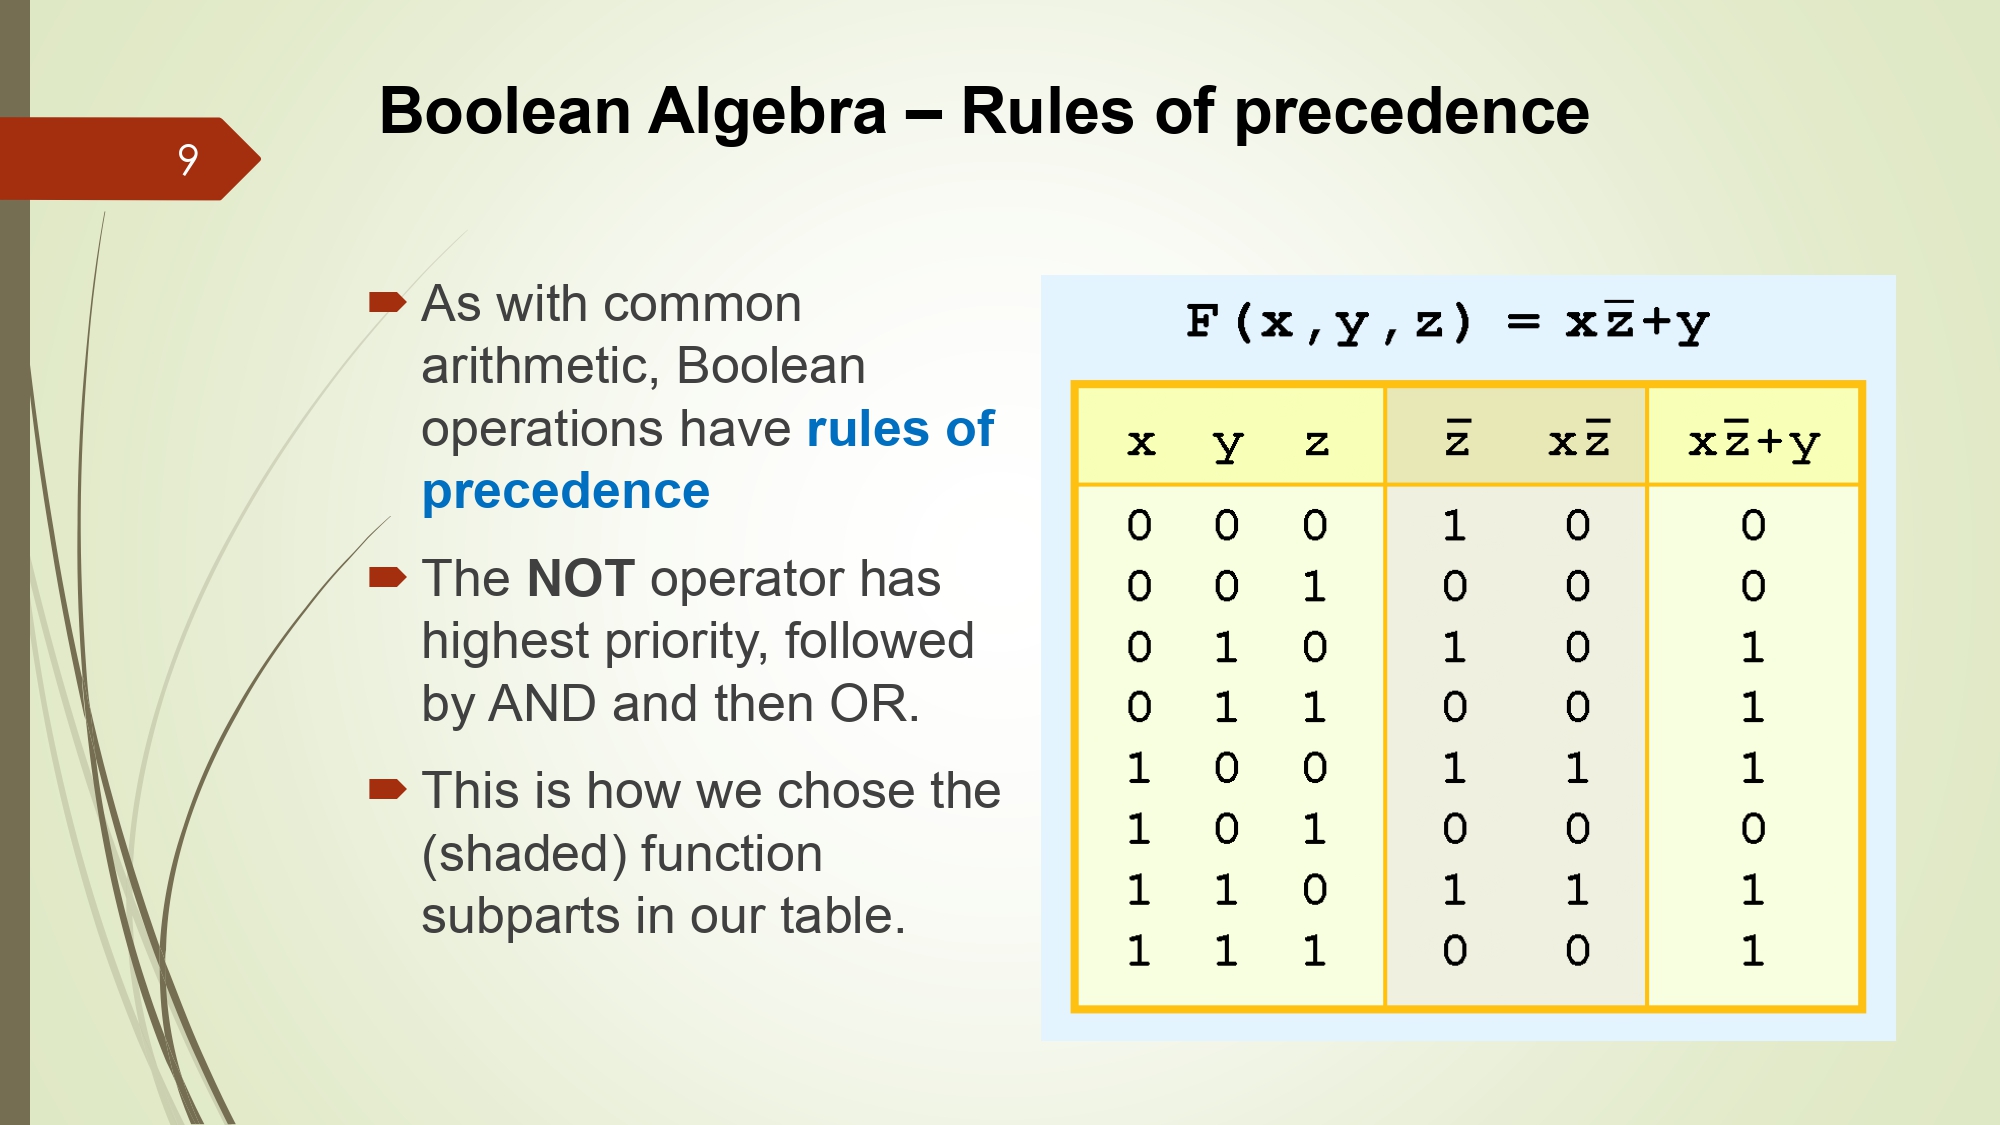 Boolean Algebra – Rules of precedence
9
As with common
arithmetic, Boolean
operations have rules of
precedence
The NOT operator has
highest priority, followed
by AND and then OR.
This is how we chose the
(shaded) function
subparts in our table.
F(x,y,z) = xz̅+y
x y z z̅ xz̅ xz̅+y
0 0 0 1 0 0
0 0 1 0 0 0
0 1 0 1 0 1
0 1 1 0 0 1
1 0 0 1 1 1
1 0 1 0 0 0
1 1 0 1 1 1
1 1 1 0 0 1